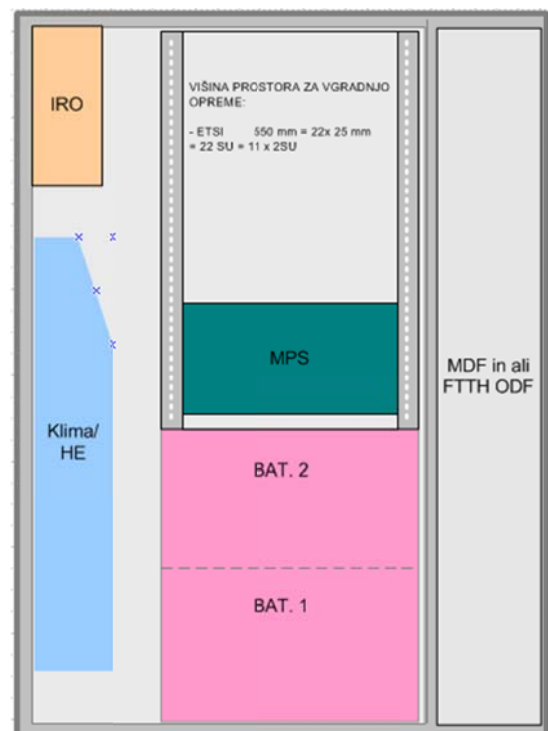 IRO
VIŠINA PROSTORA ZA VGRADNJO
OPREME:
- ETSI 550 mm = 22x 25 mm
= 22 SU = 11 x 2SU
MPS
MDF in ali
FTTH ODF
Klima/
HE
BAT. 2
BAT. 1